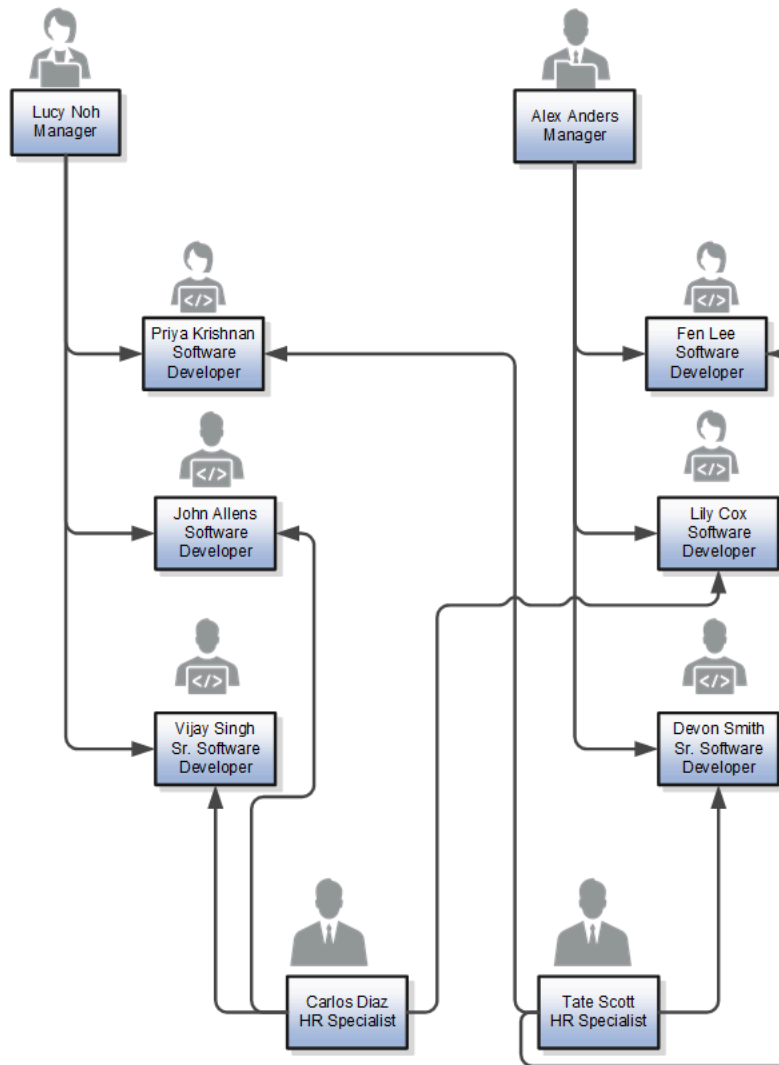 Lucy Noh
Manager
Alex Anders
Manager
</>
Priya Krishnan
Software
Developer
</>
Fen Lee
Software
Developer
</>
John Allens
Software
Developer
</>
Lily Cox
Software
Developer
</>
Vijay Singh
Sr. Software
Developer
</>
Devon Smith
Sr. Software
Developer
Carlos Diaz
HR Specialist
Tate Scott
HR Specialist